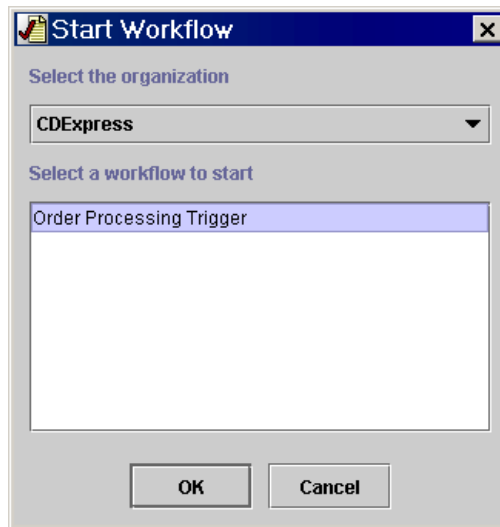 Start Workflow
Select the organization
CDExpress
Select a workflow to start
Order Processing Trigger
OK
Cancel